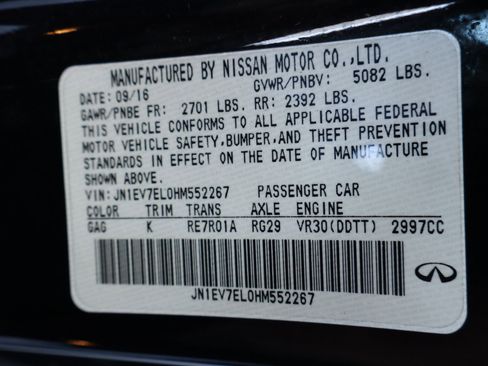 MANUFACTURED BY NISSAN MOTOR CO.,LTD.
DATE: 09/16 GVWR/PNBV: 5082 LBS.
GAWR/PNBE FR: 2701 LBS. RR: 2392 LBS.
THIS VEHICLE CONFORMS TO ALL APPLICABLE FEDERAL
MOTOR VEHICLE SAFETY,BUMPER,AND THEFT PREVENTION
STANDARDS IN EFFECT ON THE DATE OF MANUFACTURE
SHOWN ABOVE.
VIN: JN1EV7EL0HM552267 PASSENGER CAR
COLOR TRIM TRANS AXLE ENGINE
GAG K RE7R01A RG29 VR30(DDTT) 2997CC
JN1EV7EL0HM552267
INFINITI